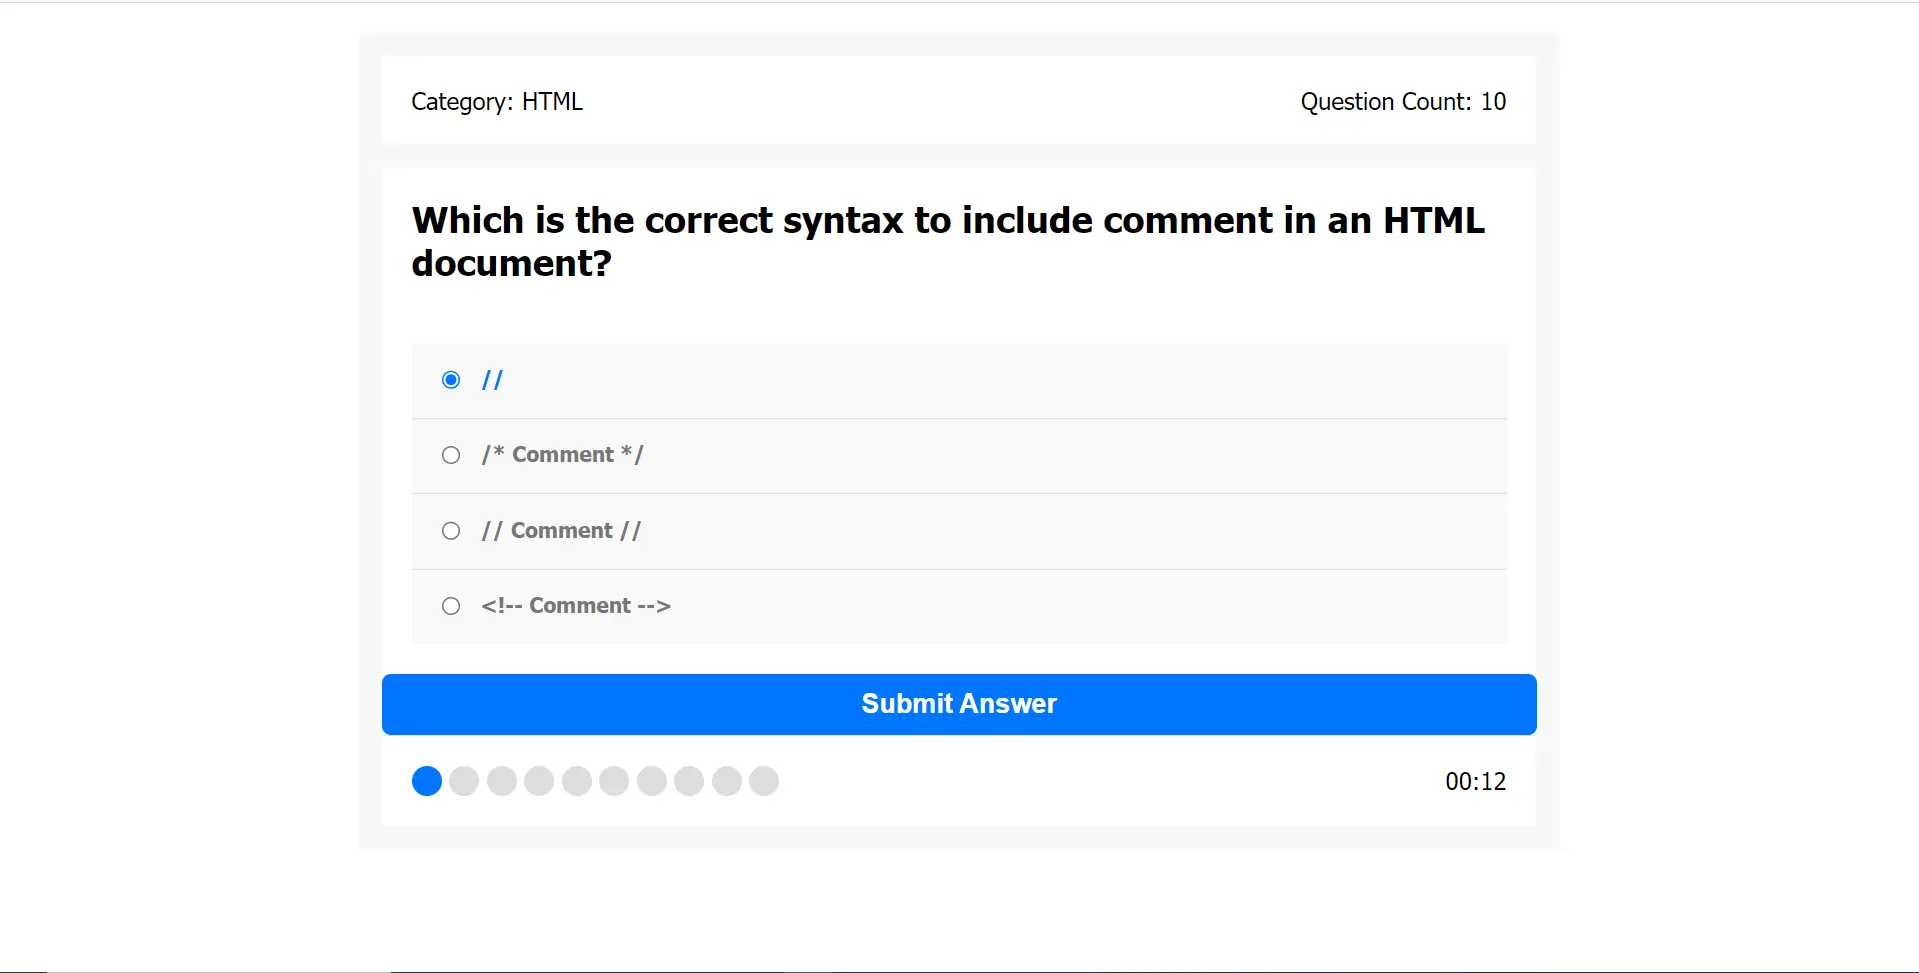 Category: HTML
Question Count: 10
Which is the correct syntax to include comment in an HTML
document?
//
/* Comment */
// Comment //
<!-- Comment -->
Submit Answer
00:12